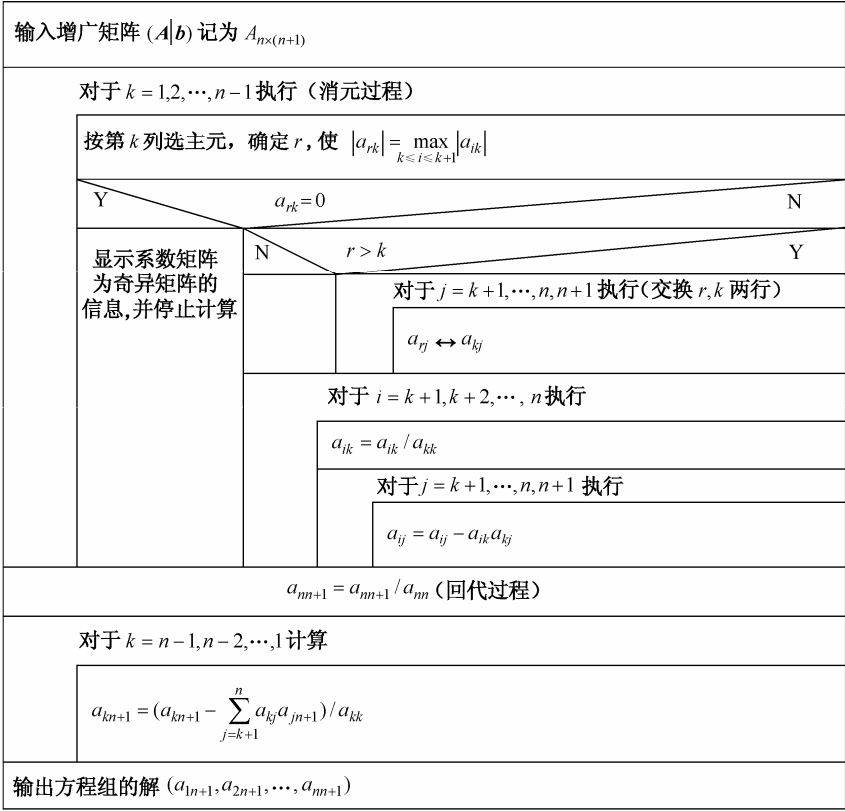 输入增广矩阵 (A|b) 记为 Aₙ×₍ₙ₊₁₎
对于 k = 1,2,⋯,n−1执行（消元过程）
按第 k 列选主元，确定 r, 使 |a_{rk}| = max_{k≤i≤k+1} |a_{ik}|
Y a_{rk}=0 N
显示系数矩阵
为奇异矩阵的
信息,并停止计算
N r > k Y
对于 j = k+1,⋯,n,n+1 执行(交换 r,k 两行)
a_{rj} ↔ a_{kj}
对于 i = k+1,k+2,⋯, n执行
a_{ik} = a_{ik} / a_{kk}
对于 j = k+1,⋯,n,n+1 执行
a_{ij} = a_{ij} − a_{ik}a_{kj}
a_{nn+1} = a_{nn+1} / a_{nn} (回代过程)
对于 k = n−1,n−2,⋯,1计算
a_{kn+1} = (a_{kn+1} − ∑_{j=k+1}^{n} a_{kj}a_{jn+1}) / a_{kk}
输出方程组的解 (a_{1n+1},a_{2n+1},⋯,a_{nn+1})